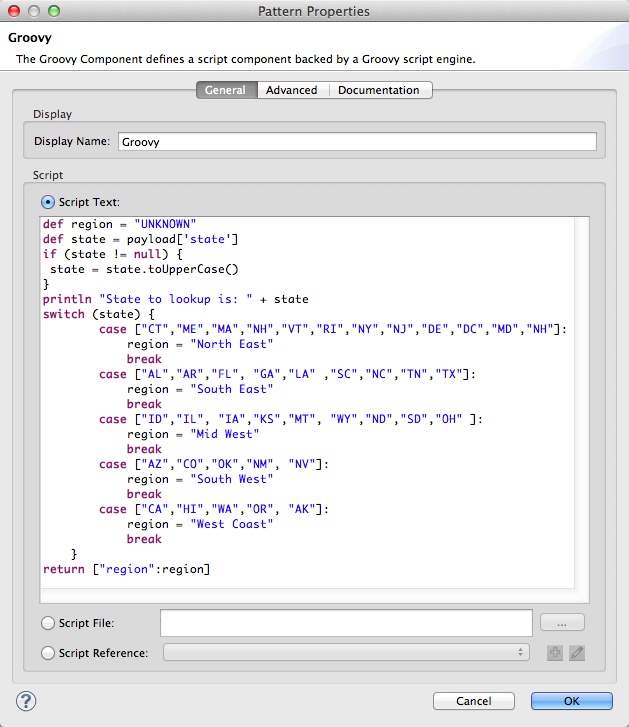 Pattern Properties
Groovy
The Groovy Component defines a script component backed by a Groovy script engine.
General Advanced Documentation
Display
Display Name: Groovy
Script
Script Text:
def region = "UNKNOWN"
def state = payload['state']
if (state != null) {
 state = state.toUpperCase()
}
println "State to lookup is: " + state
switch (state) {
        case ["CT","ME","MA","NH","VT","RI","NY","NJ","DE","DC","MD","NH"]:
            region = "North East"
            break
        case ["AL","AR","FL", "GA","LA" ,"SC","NC","TN","TX"]:
            region = "South East"
            break
        case ["ID","IL", "IA","KS","MT", "WY","ND","SD","OH" ]:
            region = "Mid West"
            break
        case ["AZ","CO","OK","NM", "NV"]:
            region = "South West"
            break
        case ["CA","HI","WA","OR", "AK"]:
            region = "West Coast"
            break
    }
return ["region":region]
Script File: ...
Script Reference:
? Cancel OK